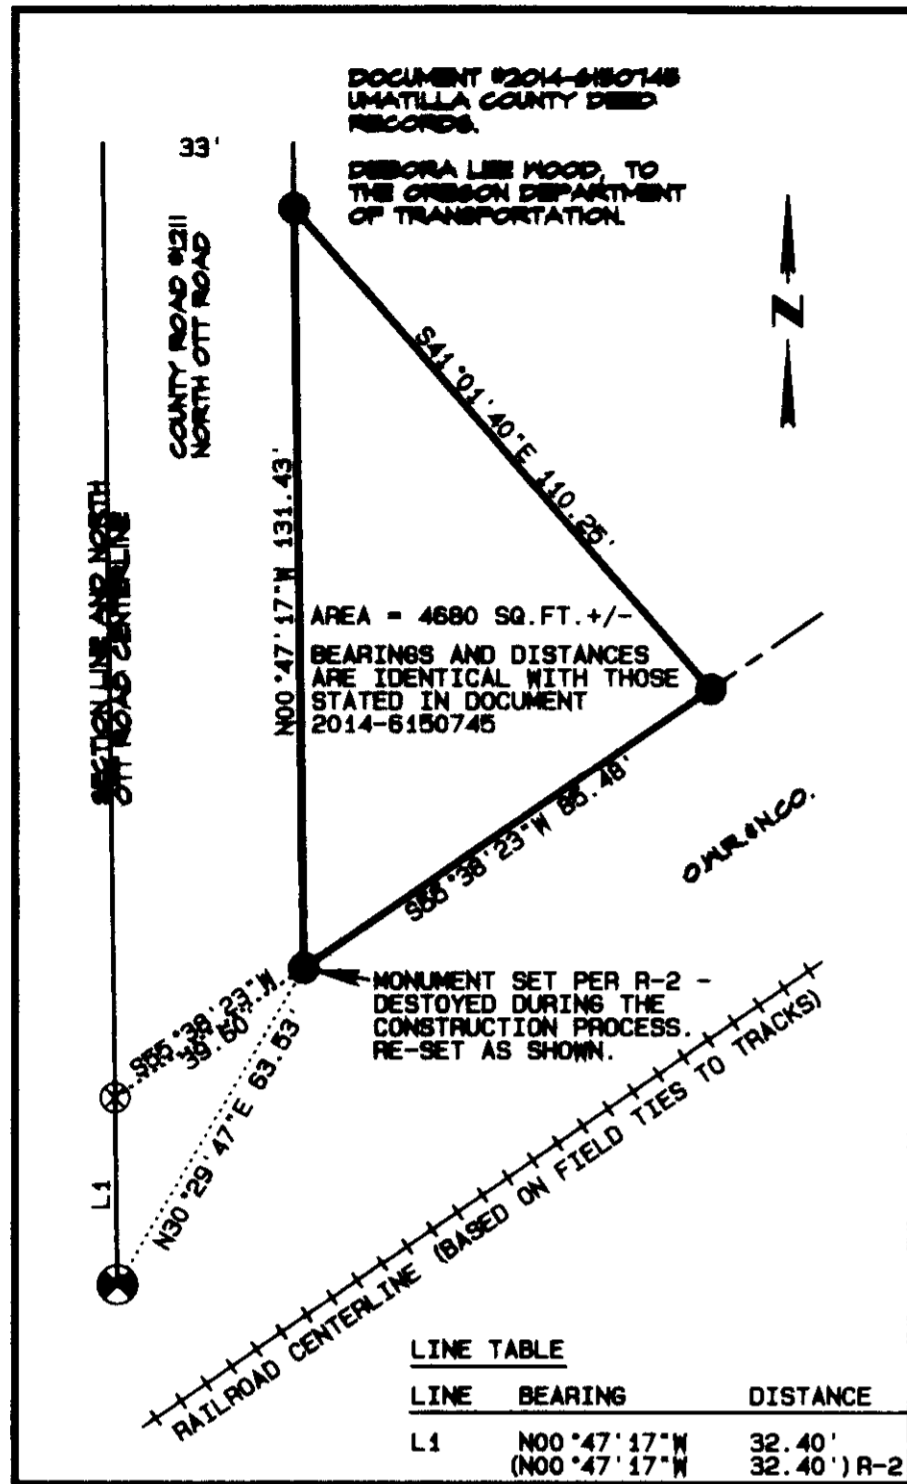 DOCUMENT #2014-6150745
UMATILLA COUNTY DEED
RECORDS.
DEBORA LEE WOOD, TO
THE OREGON DEPARTMENT
OF TRANSPORTATION.
33'
COUNTY ROAD #1211
NORTH OTT ROAD
N
S41°01'40"E 110.25'
N00°47'17"W 131.43'
SECTION LINE AND NORTH
OTT ROAD CENTERLINE
AREA = 4680 SQ.FT.+/-
BEARINGS AND DISTANCES
ARE IDENTICAL WITH THOSE
STATED IN DOCUMENT
2014-6150745
S55°38'23"W 85.48'
O.W.R. & N.CO.
MONUMENT SET PER R-2 -
DESTOYED DURING THE
CONSTRUCTION PROCESS.
RE-SET AS SHOWN.
S55°38'23"W
39.60'
N30°29'47"E 63.53'
L1
RAILROAD CENTERLINE (BASED ON FIELD TIES TO TRACKS)
LINE TABLE
LINE BEARING DISTANCE
L1 N00°47'17"W 32.40'
(N00°47'17"W 32.40')R-2